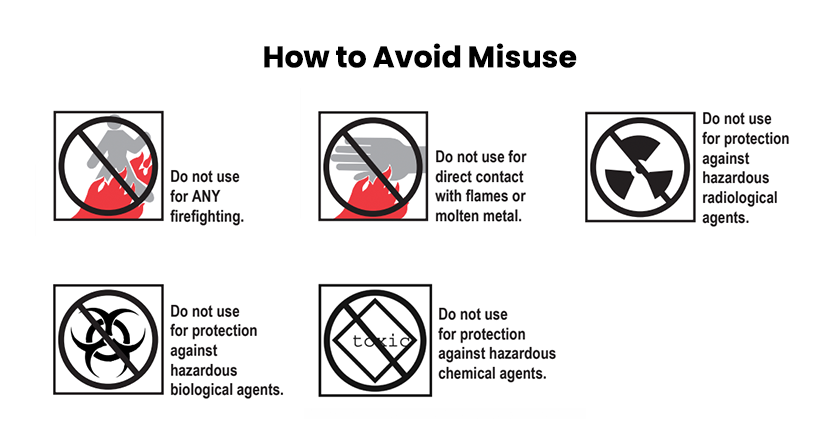 How to Avoid Misuse
Do not use
for ANY
firefighting.
Do not use for
direct contact
with flames or
molten metal.
Do not use
for protection
against
hazardous
radiological
agents.
Do not use
for protection
against
hazardous
biological agents.
toxic
Do not use
for protection
against hazardous
chemical agents.